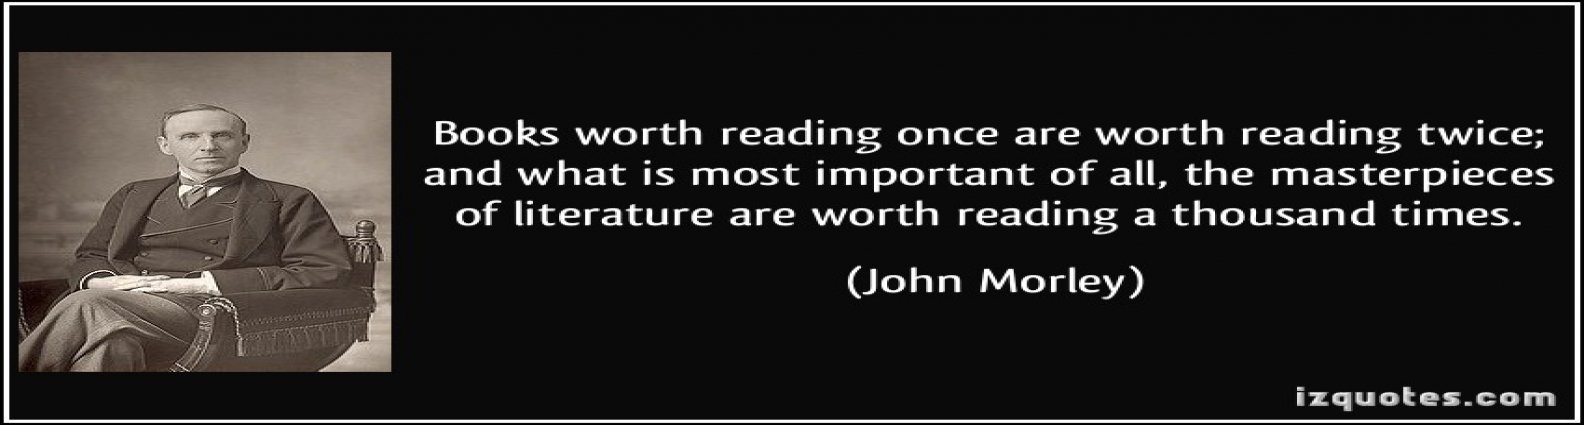 Books worth reading once are worth reading twice;
and what is most important of all, the masterpieces
of literature are worth reading a thousand times.
(John Morley)
izquotes.com